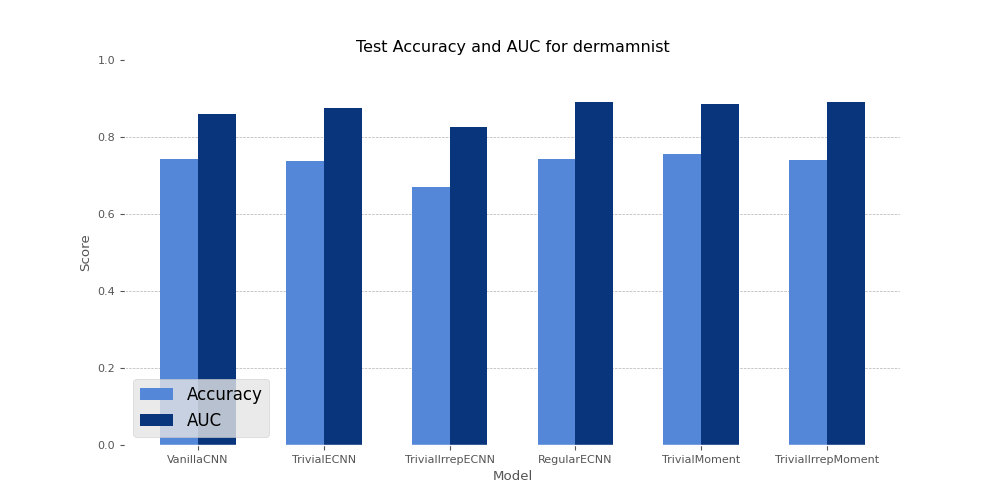 Test Accuracy and AUC for dermamnist
1.0
0.8
0.6
0.4
0.2
0.0
Score
Accuracy
AUC
VanillaCNN TrivialECNN TrivialIrrepECNN RegularECNN TrivialMoment TrivialIrrepMoment
Model